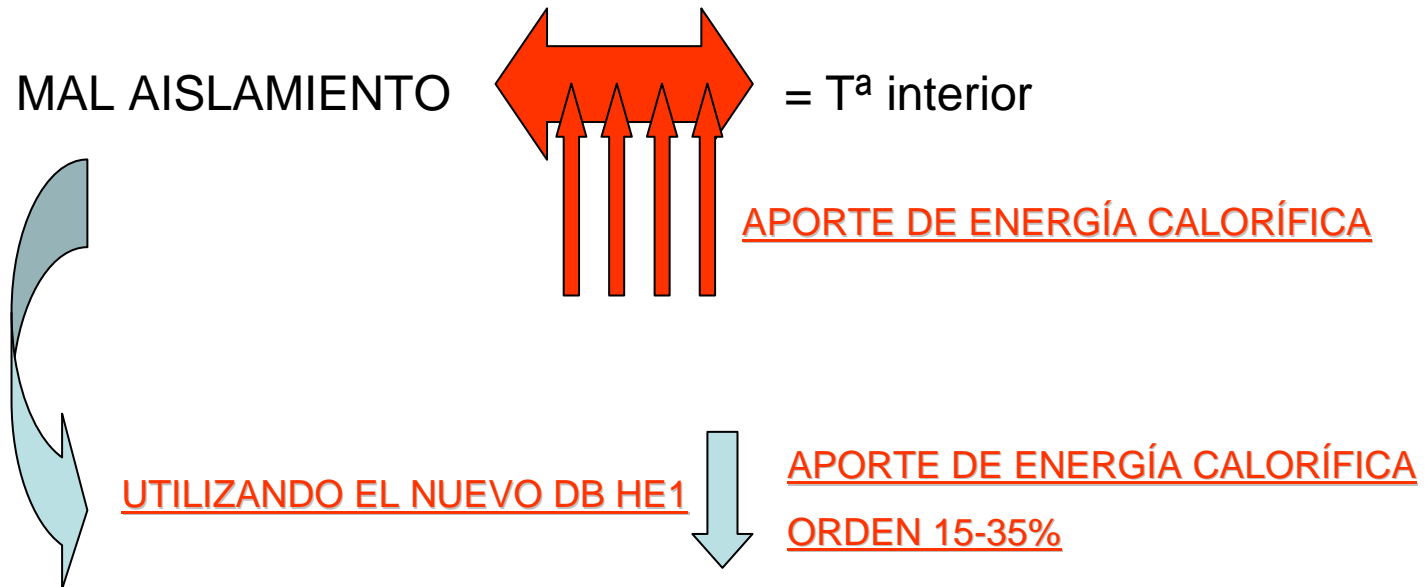 MAL AISLAMIENTO = Tª interior
APORTE DE ENERGÍA CALORÍFICA
UTILIZANDO EL NUEVO DB HE1
APORTE DE ENERGÍA CALORÍFICA
ORDEN 15-35%